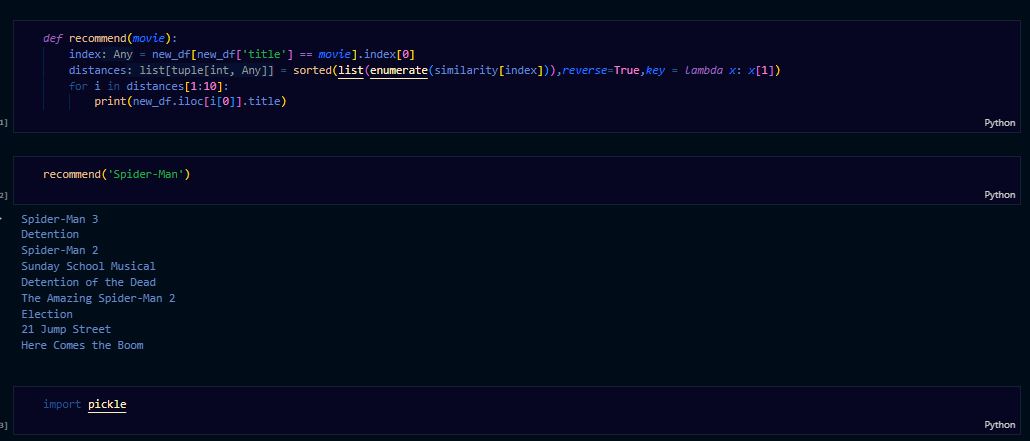 def recommend(movie):
index: Any = new_df[new_df['title'] == movie].index[0]
distances: list[tuple[int, Any]] = sorted(list(enumerate(similarity[index])),reverse=True,key = lambda x: x[1])
for i in distances[1:10]:
print(new_df.iloc[i[0]].title)
1]
Python
recommend('Spider-Man')
2]
Python
Spider-Man 3
Detention
Spider-Man 2
Sunday School Musical
Detention of the Dead
The Amazing Spider-Man 2
Election
21 Jump Street
Here Comes the Boom
import pickle
3]
Python